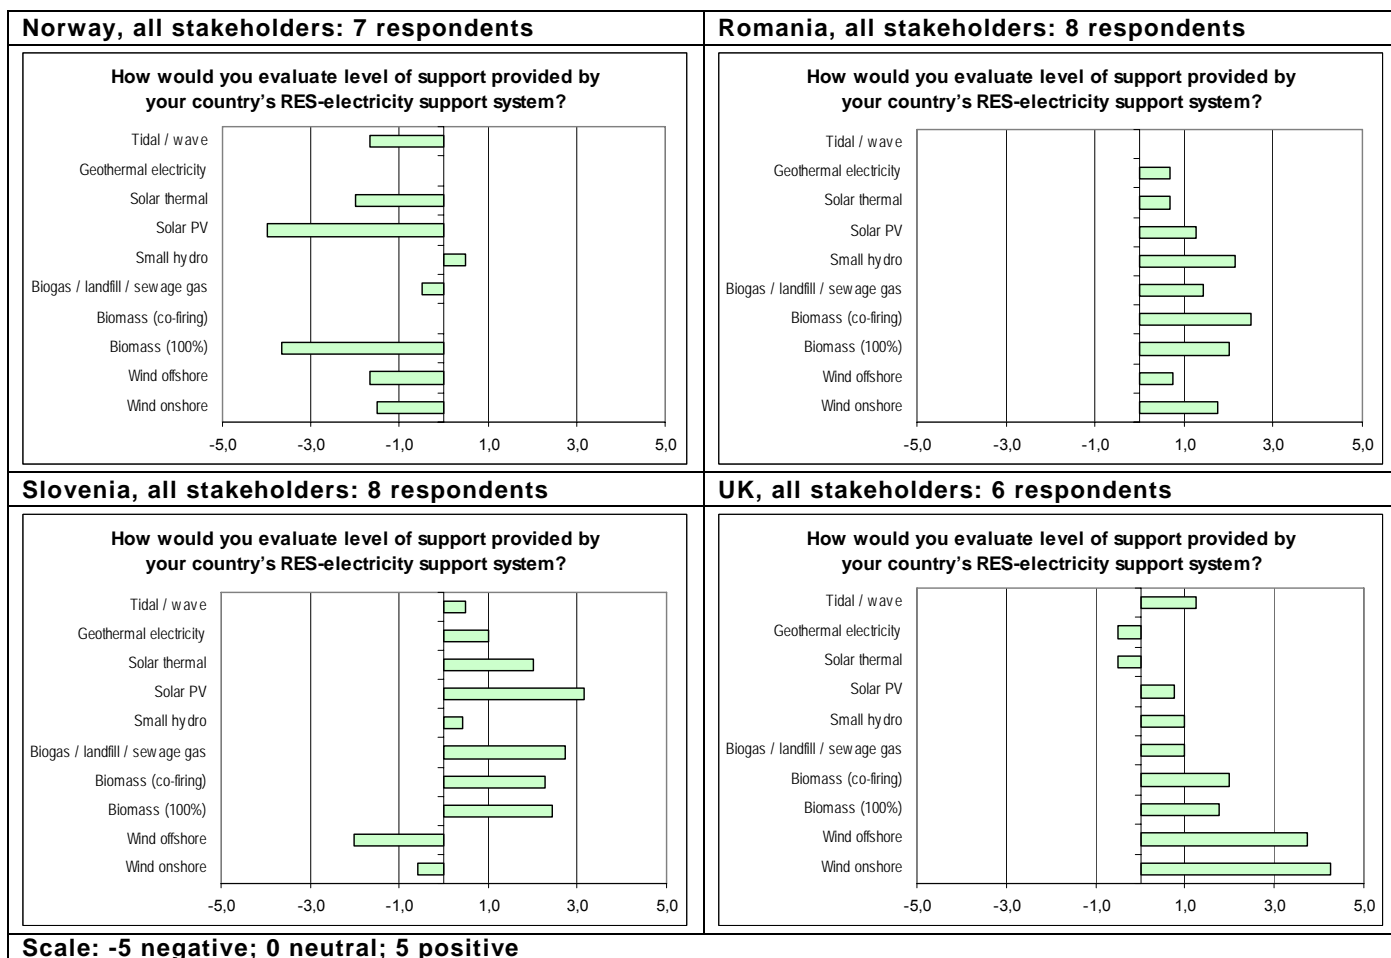 Norway, all stakeholders: 7 respondents
How would you evaluate level of support provided by
your country’s RES-electricity support system?
Tidal / wave
Geothermal electricity
Solar thermal
Solar PV
Small hydro
Biogas / landfill / sewage gas
Biomass (co-firing)
Biomass (100%)
Wind offshore
Wind onshore
-5,0 -3,0 -1,0 1,0 3,0 5,0
Romania, all stakeholders: 8 respondents
How would you evaluate level of support provided by
your country’s RES-electricity support system?
Tidal / wave
Geothermal electricity
Solar thermal
Solar PV
Small hydro
Biogas / landfill / sewage gas
Biomass (co-firing)
Biomass (100%)
Wind offshore
Wind onshore
-5,0 -3,0 -1,0 1,0 3,0 5,0
Slovenia, all stakeholders: 8 respondents
How would you evaluate level of support provided by
your country’s RES-electricity support system?
Tidal / wave
Geothermal electricity
Solar thermal
Solar PV
Small hydro
Biogas / landfill / sewage gas
Biomass (co-firing)
Biomass (100%)
Wind offshore
Wind onshore
-5,0 -3,0 -1,0 1,0 3,0 5,0
UK, all stakeholders: 6 respondents
How would you evaluate level of support provided by
your country’s RES-electricity support system?
Tidal / wave
Geothermal electricity
Solar thermal
Solar PV
Small hydro
Biogas / landfill / sewage gas
Biomass (co-firing)
Biomass (100%)
Wind offshore
Wind onshore
-5,0 -3,0 -1,0 1,0 3,0 5,0
Scale: -5 negative; 0 neutral; 5 positive